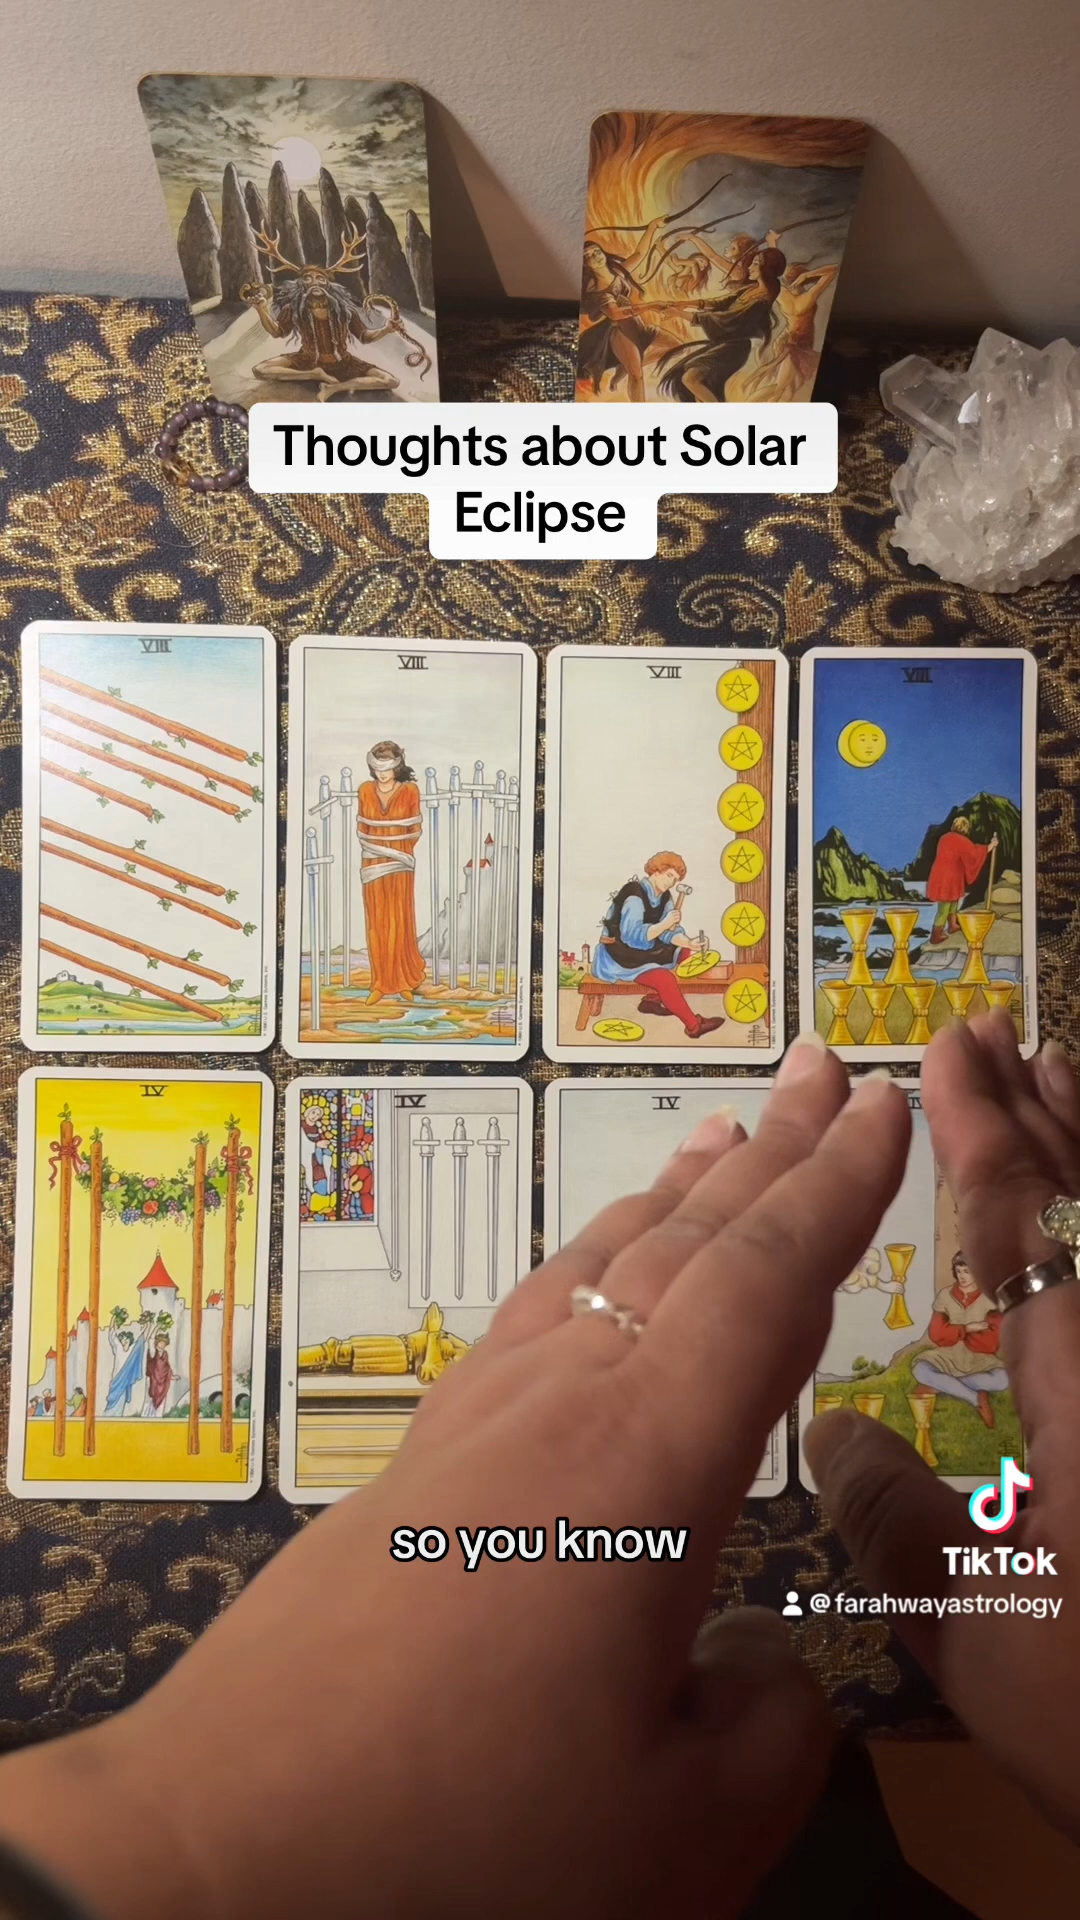 Thoughts about Solar
Eclipse
VIII
VIII
VIII
VIII
IV
IV
IV
so you know
TikTok
@farahwayastrology